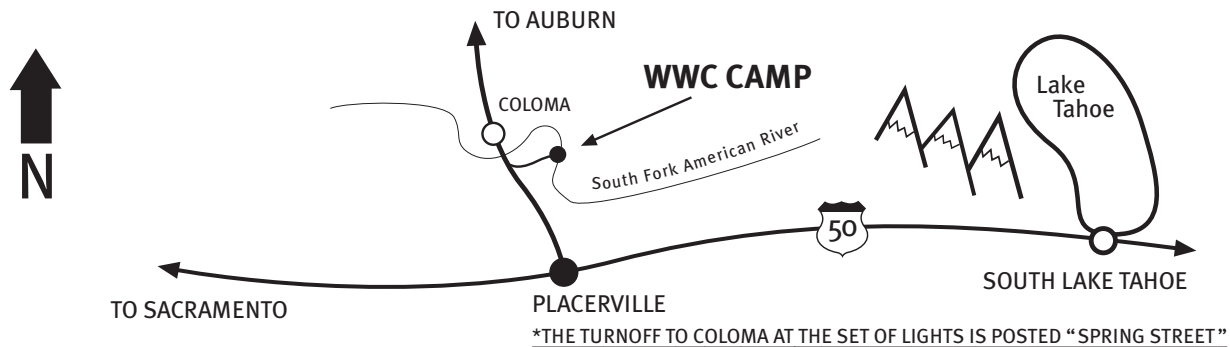 TO AUBURN
WWC CAMP
COLOMA
Lake
Tahoe
N
South Fork American River
50
TO SACRAMENTO
PLACERVILLE
SOUTH LAKE TAHOE
*THE TURNOFF TO COLOMA AT THE SET OF LIGHTS IS POSTED “SPRING STREET”